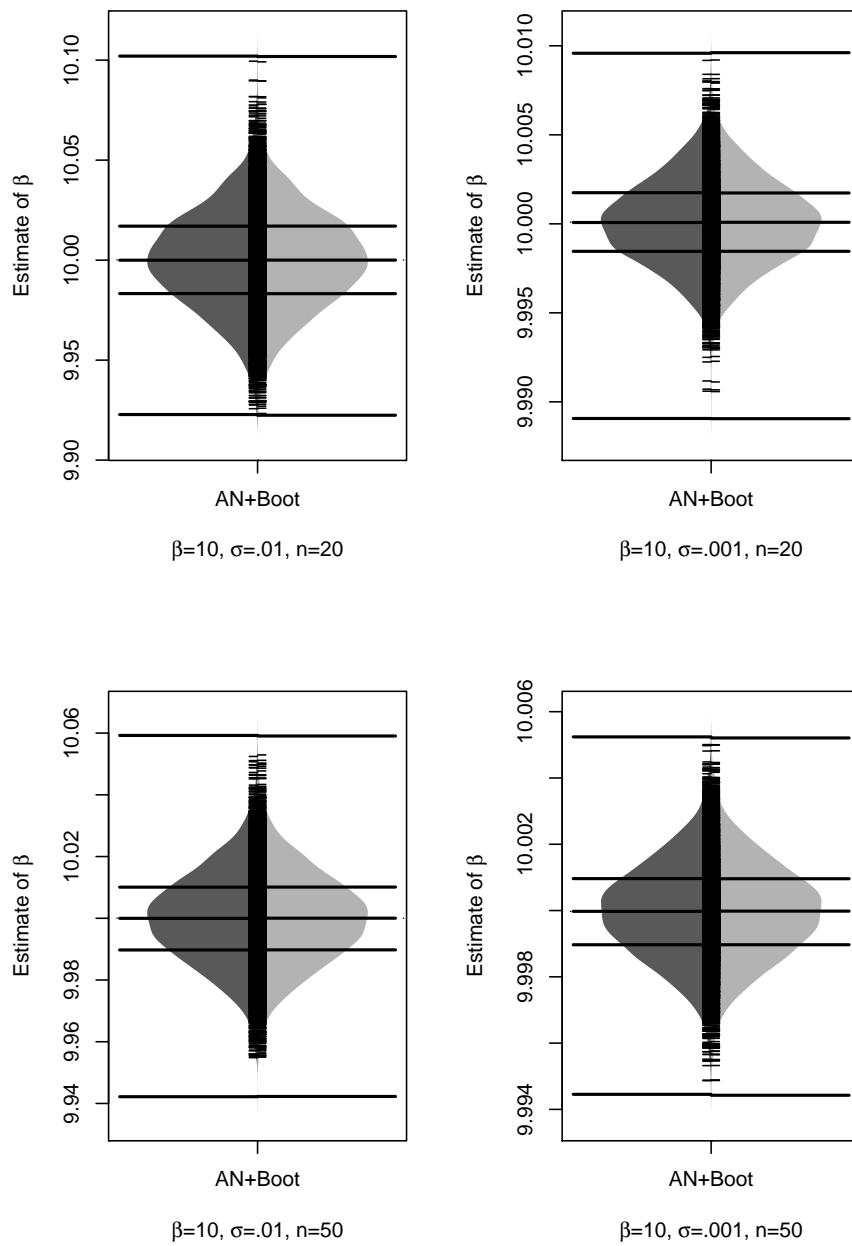 Estimate of β
10.10
10.05
10.00
9.95
9.90
AN+Boot
β=10, σ=.01, n=20
Estimate of β
10.010
10.005
10.000
9.995
9.990
AN+Boot
β=10, σ=.001, n=20
Estimate of β
10.06
10.02
9.98
9.96
9.94
AN+Boot
β=10, σ=.01, n=50
Estimate of β
10.006
10.002
9.998
9.994
AN+Boot
β=10, σ=.001, n=50